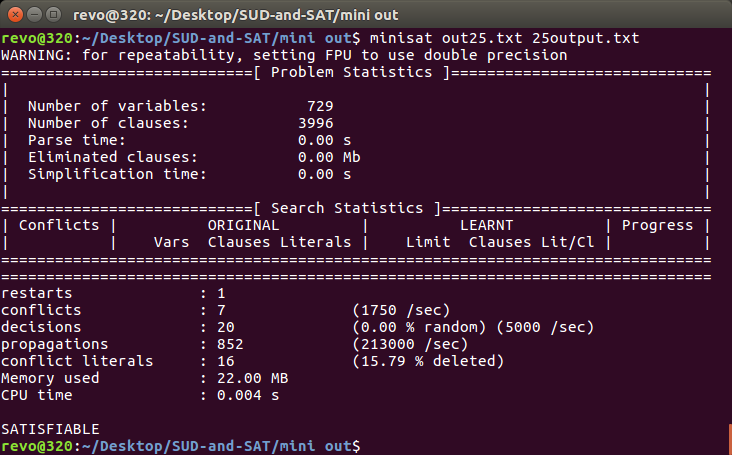 revo@320: ~/Desktop/SUD-and-SAT/mini out
revo@320:~/Desktop/SUD-and-SAT/mini out$ minisat out25.txt 25output.txt
WARNING: for repeatability, setting FPU to use double precision
============================[ Problem Statistics ]=============================
|                                                                             |
|  Number of variables:           729                                         |
|  Number of clauses:            3996                                         |
|  Parse time:                   0.00 s                                       |
|  Eliminated clauses:           0.00 Mb                                      |
|  Simplification time:          0.00 s                                       |
|                                                                             |
============================[ Search Statistics ]==============================
| Conflicts |          ORIGINAL         |          LEARNT          | Progress |
|           |    Vars  Clauses Literals |    Limit  Clauses Lit/Cl |          |
===============================================================================
===============================================================================
restarts              : 1
conflicts             : 7              (1750 /sec)
decisions             : 20             (0.00 % random) (5000 /sec)
propagations          : 852            (213000 /sec)
conflict literals     : 16             (15.79 % deleted)
Memory used           : 22.00 MB
CPU time              : 0.004 s

SATISFIABLE
revo@320:~/Desktop/SUD-and-SAT/mini out$